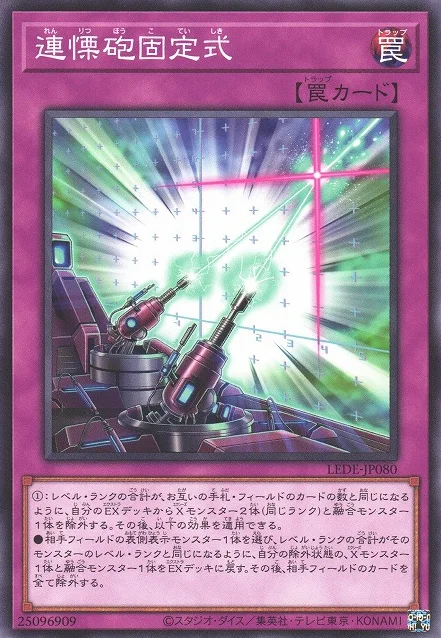 連慄砲固定式
罠
【罠カード】
LEDE-JP080
①：レベル・ランクの合計が、お互いの手札・フィールドのカードの数と同じになる
ように、自分のEXデッキからXモンスター2体(同じランク)と融合モンスター
1体を除外する。その後、以下の効果を適用できる。
●相手フィールドの表側表示モンスター1体を選び、レベル・ランクの合計がその
モンスターのレベル・ランクと同じになるように、自分の除外状態の、Xモンスター
1体と融合モンスター1体をEXデッキに戻す。その後、相手フィールドのカードを
全て除外する。
25096909
©スタジオ・ダイス／集英社・テレビ東京・KONAMI